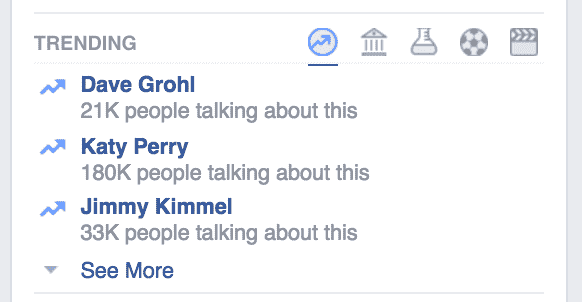 TRENDING
Dave Grohl
21K people talking about this
Katy Perry
180K people talking about this
Jimmy Kimmel
33K people talking about this
See More